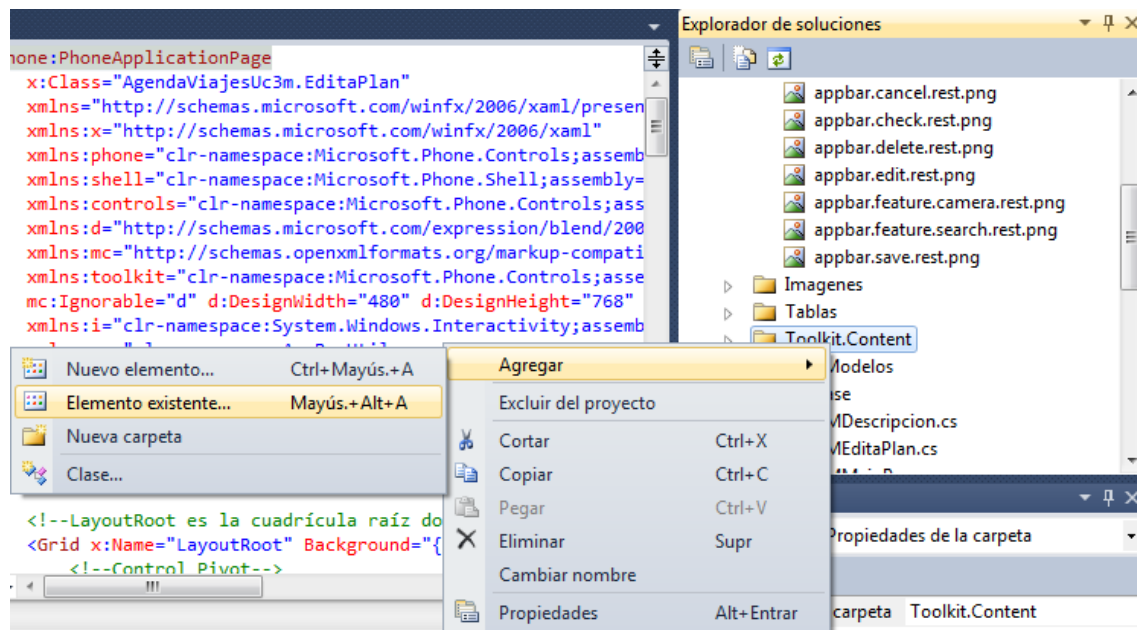 Explorador de soluciones
hone:PhoneApplicationPage
x:Class="AgendaViajesUc3m.EditaPlan"
xmlns="http://schemas.microsoft.com/winfx/2006/xaml/presen
xmlns:x="http://schemas.microsoft.com/winfx/2006/xaml"
xmlns:phone="clr-namespace:Microsoft.Phone.Controls;assemb
xmlns:shell="clr-namespace:Microsoft.Phone.Shell;assembly=
xmlns:controls="clr-namespace:Microsoft.Phone.Controls;ass
xmlns:d="http://schemas.microsoft.com/expression/blend/200
xmlns:mc="http://schemas.openxmlformats.org/markup-compati
xmlns:toolkit="clr-namespace:Microsoft.Phone.Controls;asse
mc:Ignorable="d" d:DesignWidth="480" d:DesignHeight="768"
xmlns:i="clr-namespace:System.Windows.Interactivity;assemb
appbar.cancel.rest.png
appbar.check.rest.png
appbar.delete.rest.png
appbar.edit.rest.png
appbar.feature.camera.rest.png
appbar.feature.search.rest.png
appbar.save.rest.png
Imagenes
Tablas
Toolkit.Content
Modelos
ase
MDescripcion.cs
MEditaPlan.cs
Nuevo elemento... Ctrl+Mayús.+A
Elemento existente... Mayús.+Alt+A
Nueva carpeta
Clase...
Agregar
Excluir del proyecto
Cortar Ctrl+X
Copiar Ctrl+C
Pegar Ctrl+V
Eliminar Supr
Cambiar nombre
Propiedades Alt+Entrar
<!--LayoutRoot es la cuadrícula raíz do
<Grid x:Name="LayoutRoot" Background="{
<!--Control Pivot-->
Propiedades de la carpeta
carpeta Toolkit.Content